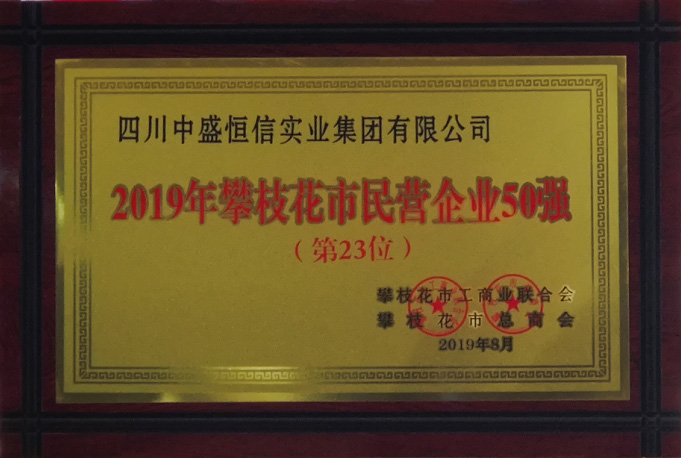 四川中盛恒信实业集团有限公司
2019年攀枝花市民营企业50强
（第23位）
攀枝花市工商业联合会
攀枝花市总商会
2019年8月